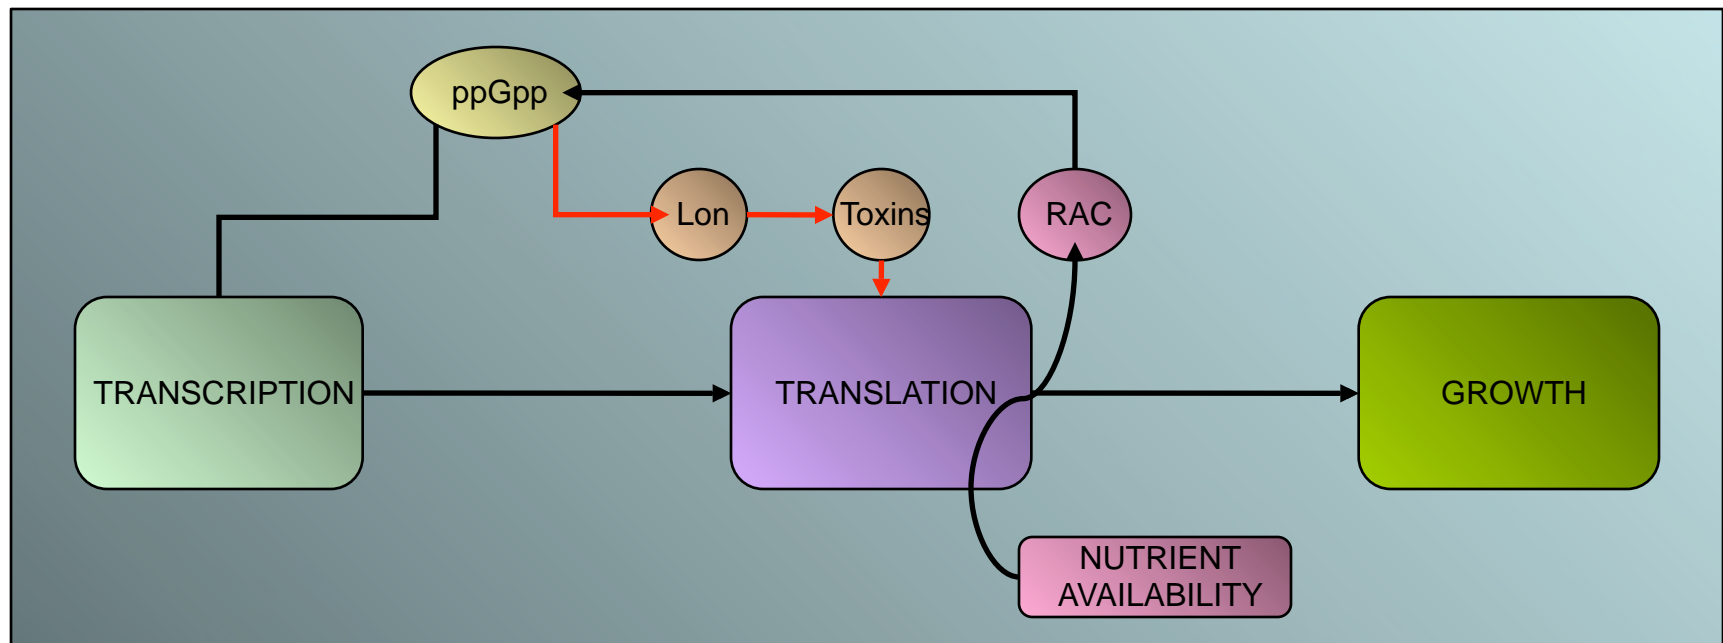 ppGpp
Lon
Toxins
RAC
TRANSCRIPTION
TRANSLATION
GROWTH
NUTRIENT
AVAILABILITY